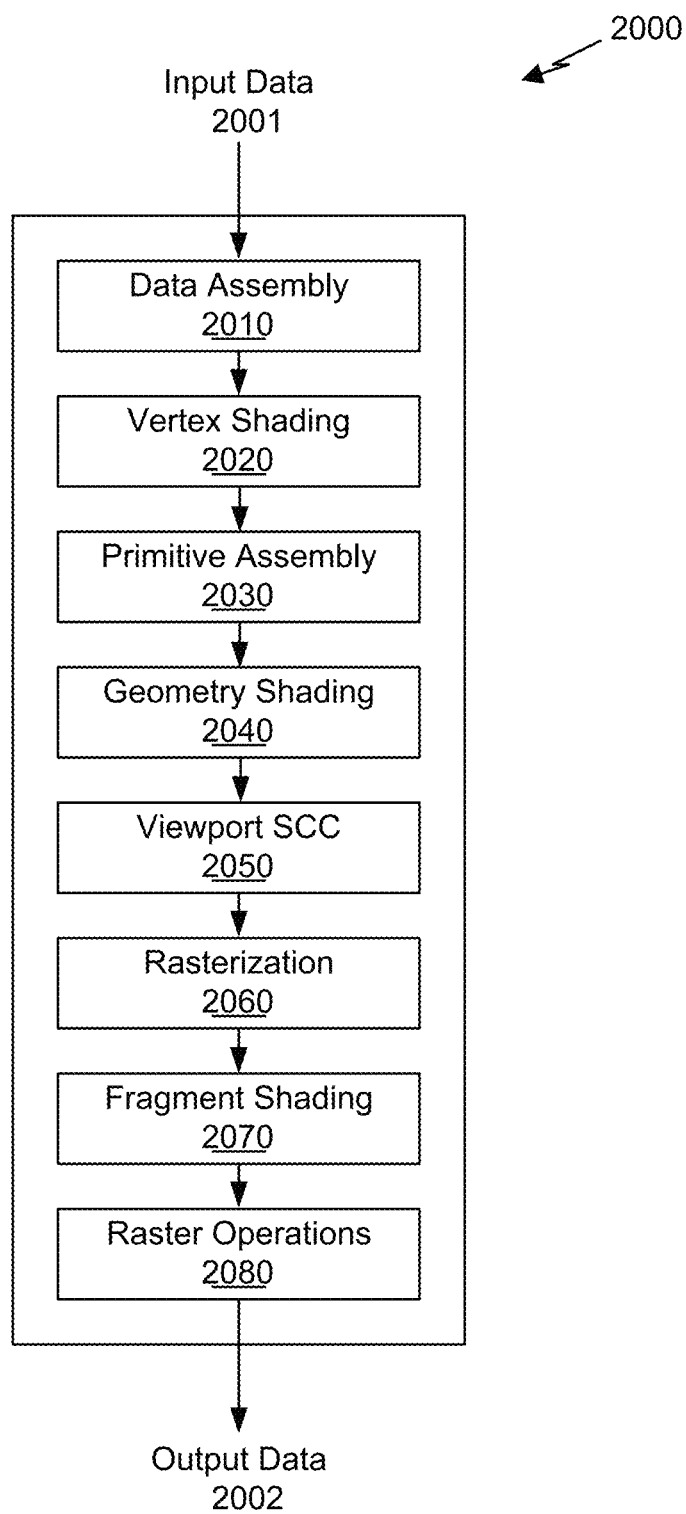 2000
Input Data
2001
Data Assembly
2010
Vertex Shading
2020
Primitive Assembly
2030
Geometry Shading
2040
Viewport SCC
2050
Rasterization
2060
Fragment Shading
2070
Raster Operations
2080
Output Data
2002